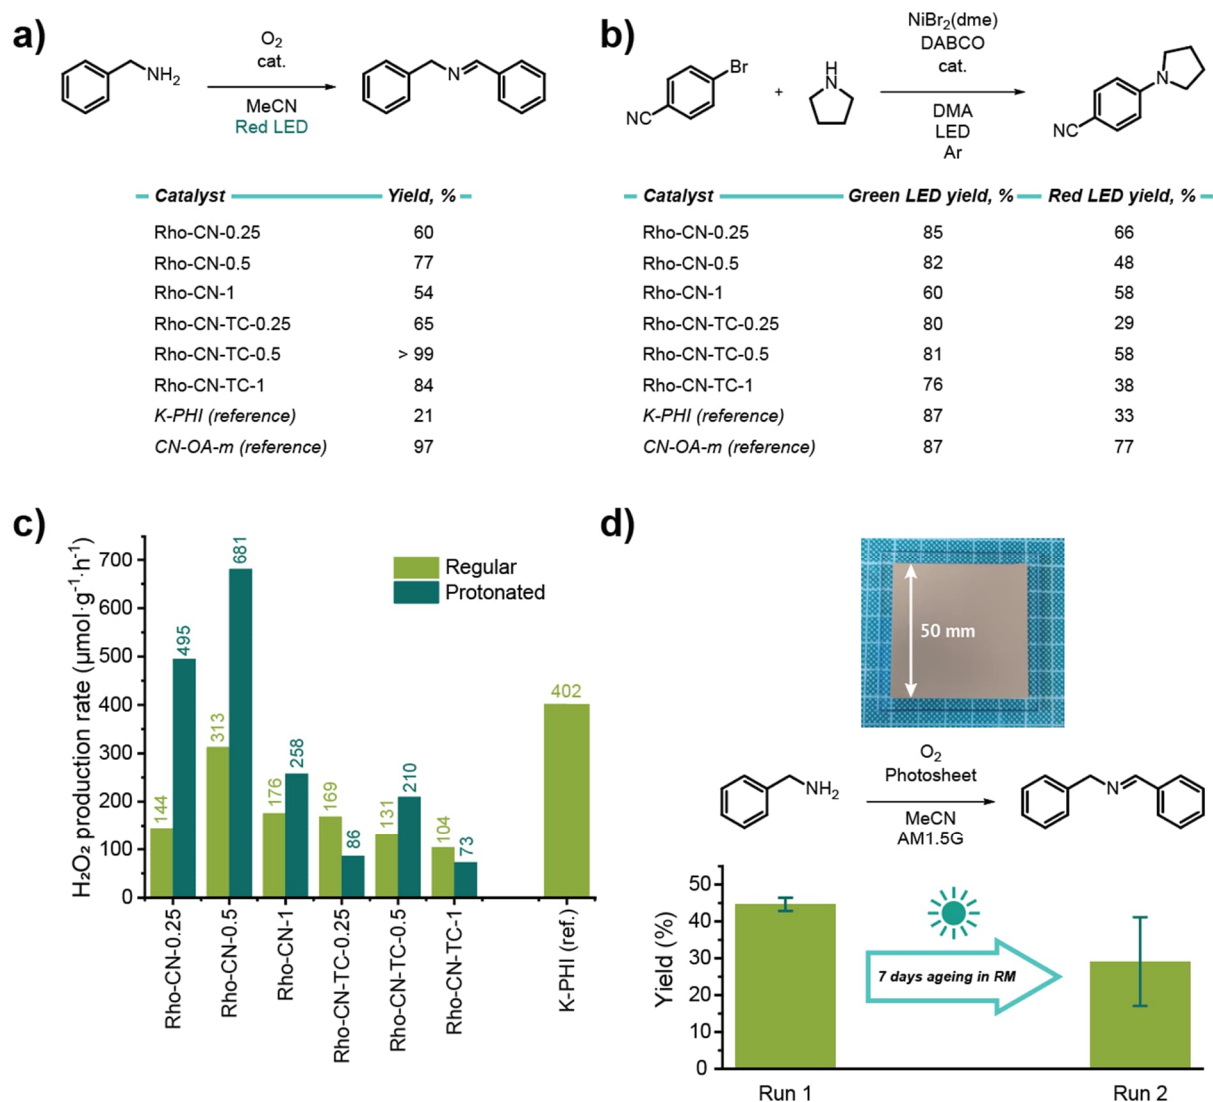 a)
NH₂
O₂
cat.
MeCN
Red LED
N
Catalyst Yield, %
Rho-CN-0.25 60
Rho-CN-0.5 77
Rho-CN-1 54
Rho-CN-TC-0.25 65
Rho-CN-TC-0.5 > 99
Rho-CN-TC-1 84
K-PHI (reference) 21
CN-OA-m (reference) 97
b)
Br
NC
+
H
N
NiBr₂(dme)
DABCO
cat.
DMA
LED
Ar
N
NC
Catalyst Green LED yield, % Red LED yield, %
Rho-CN-0.25 85 66
Rho-CN-0.5 82 48
Rho-CN-1 60 58
Rho-CN-TC-0.25 80 29
Rho-CN-TC-0.5 81 58
Rho-CN-TC-1 76 38
K-PHI (reference) 87 33
CN-OA-m (reference) 87 77
c)
H₂O₂ production rate (µmol·g⁻¹·h⁻¹)
700
600
500
400
300
200
100
0
Regular
Protonated
144
495
313
681
176
258
169
86
131
210
104
73
402
Rho-CN-0.25
Rho-CN-0.5
Rho-CN-1
Rho-CN-TC-0.25
Rho-CN-TC-0.5
Rho-CN-TC-1
K-PHI (ref.)
d)
50 mm
NH₂
O₂
Photosheet
MeCN
AM1.5G
N
Yield (%)
50
40
30
20
10
0
7 days ageing in RM
Run 1
Run 2